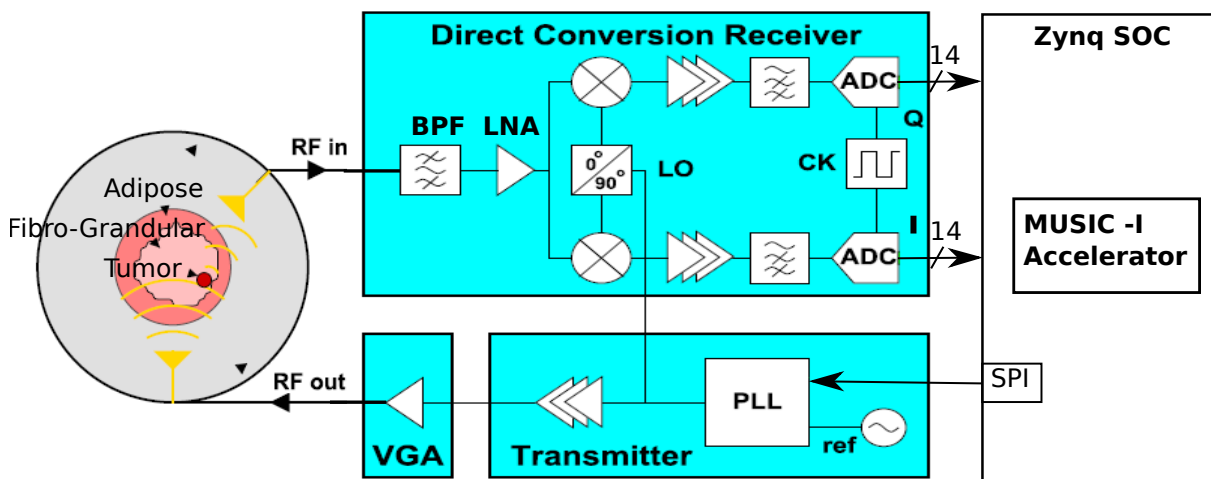 Direct Conversion Receiver
Zynq SOC
14
ADC
Q
BPF
LNA
RF in
0°
90°
LO
CK
Adipose
Fibro-Grandular
Tumor
I
14
ADC
MUSIC -I
Accelerator
RF out
PLL
SPI
ref
VGA
Transmitter